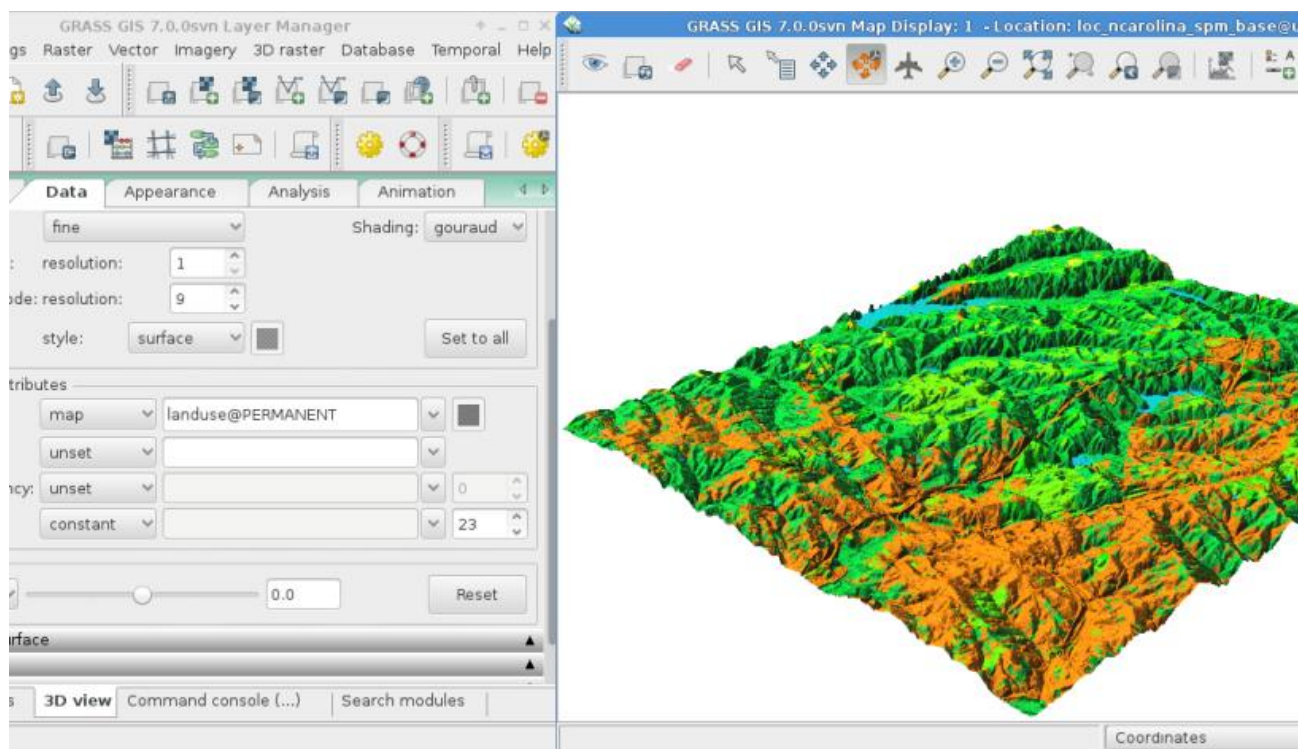 GRASS GIS 7.0.0svn Layer Manager
gs Raster Vector Imagery 3D raster Database Temporal Help
Data Appearance Analysis Animation
fine Shading: gouraud
: resolution: 1
ode: resolution: 9
style: surface Set to all
tributes
map landuse@PERMANENT
unset
ncy: unset 0
constant 23
0.0 Reset
rface
s 3D view Command console (...) Search modules
GRASS GIS 7.0.0svn Map Display: 1 - Location: loc_ncarolina_spm_base@u
Coordinates